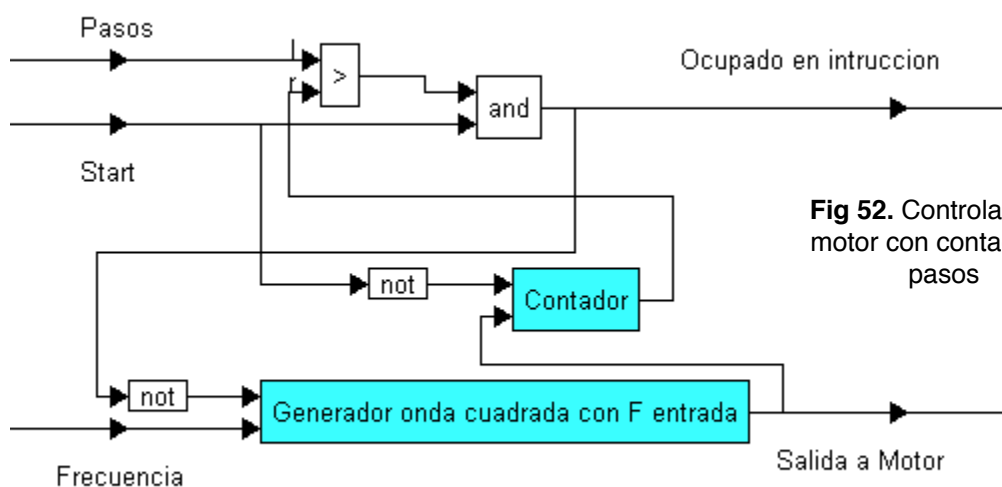 Pasos
l
>
r
and
Ocupado en intruccion
Start
Fig 52. Controla
motor con conta
pasos
not
Contador
not
Generador onda cuadrada con F entrada
Frecuencia
Salida a Motor